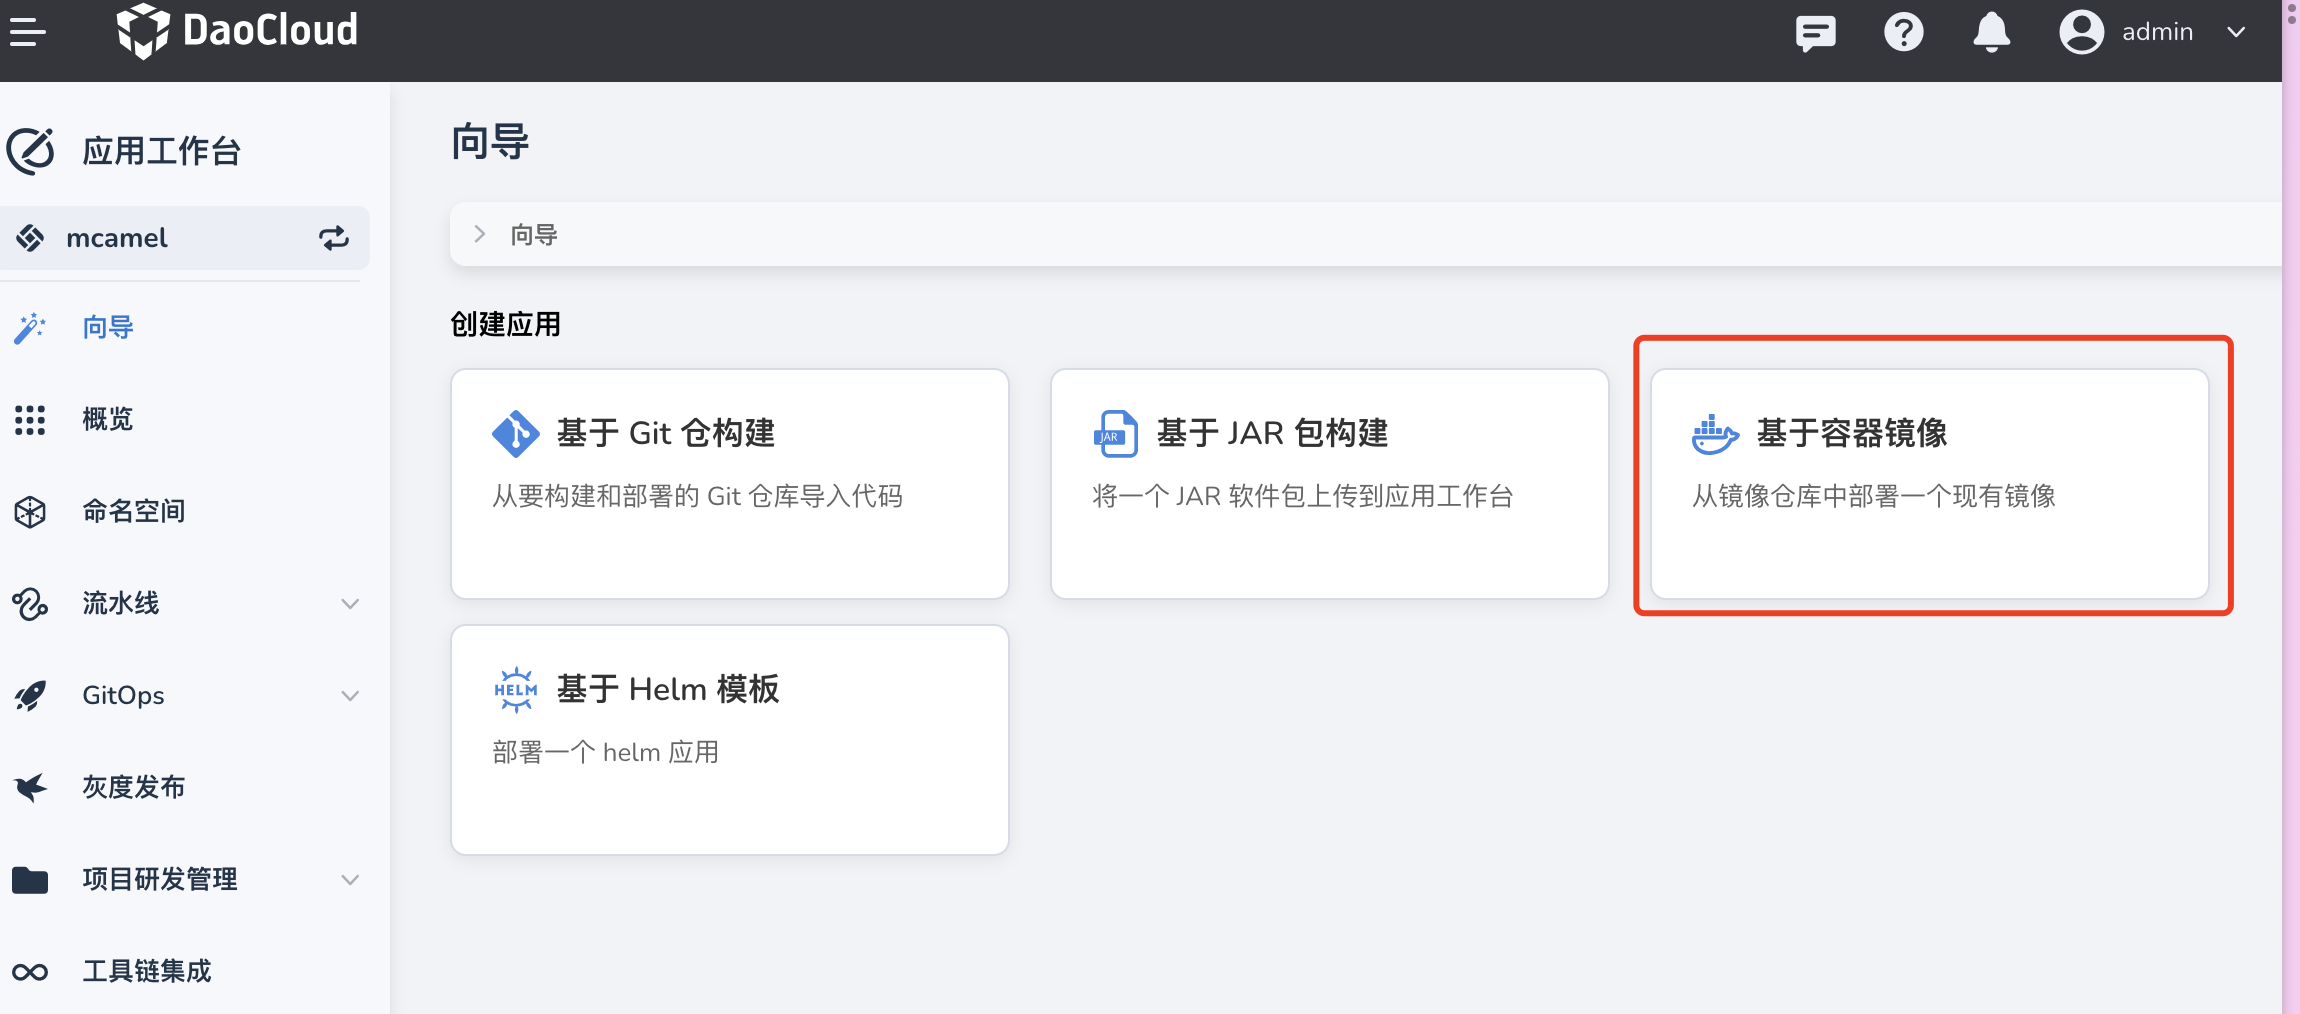 DaoCloud
admin
应用工作台
mcamel
向导
概览
命名空间
流水线
GitOps
灰度发布
项目研发管理
工具链集成
向导
向导
创建应用
基于 Git 仓构建
从要构建和部署的 Git 仓库导入代码
JAR
基于 JAR 包构建
将一个 JAR 软件包上传到应用工作台
基于容器镜像
从镜像仓库中部署一个现有镜像
HELM
基于 Helm 模板
部署一个 helm 应用